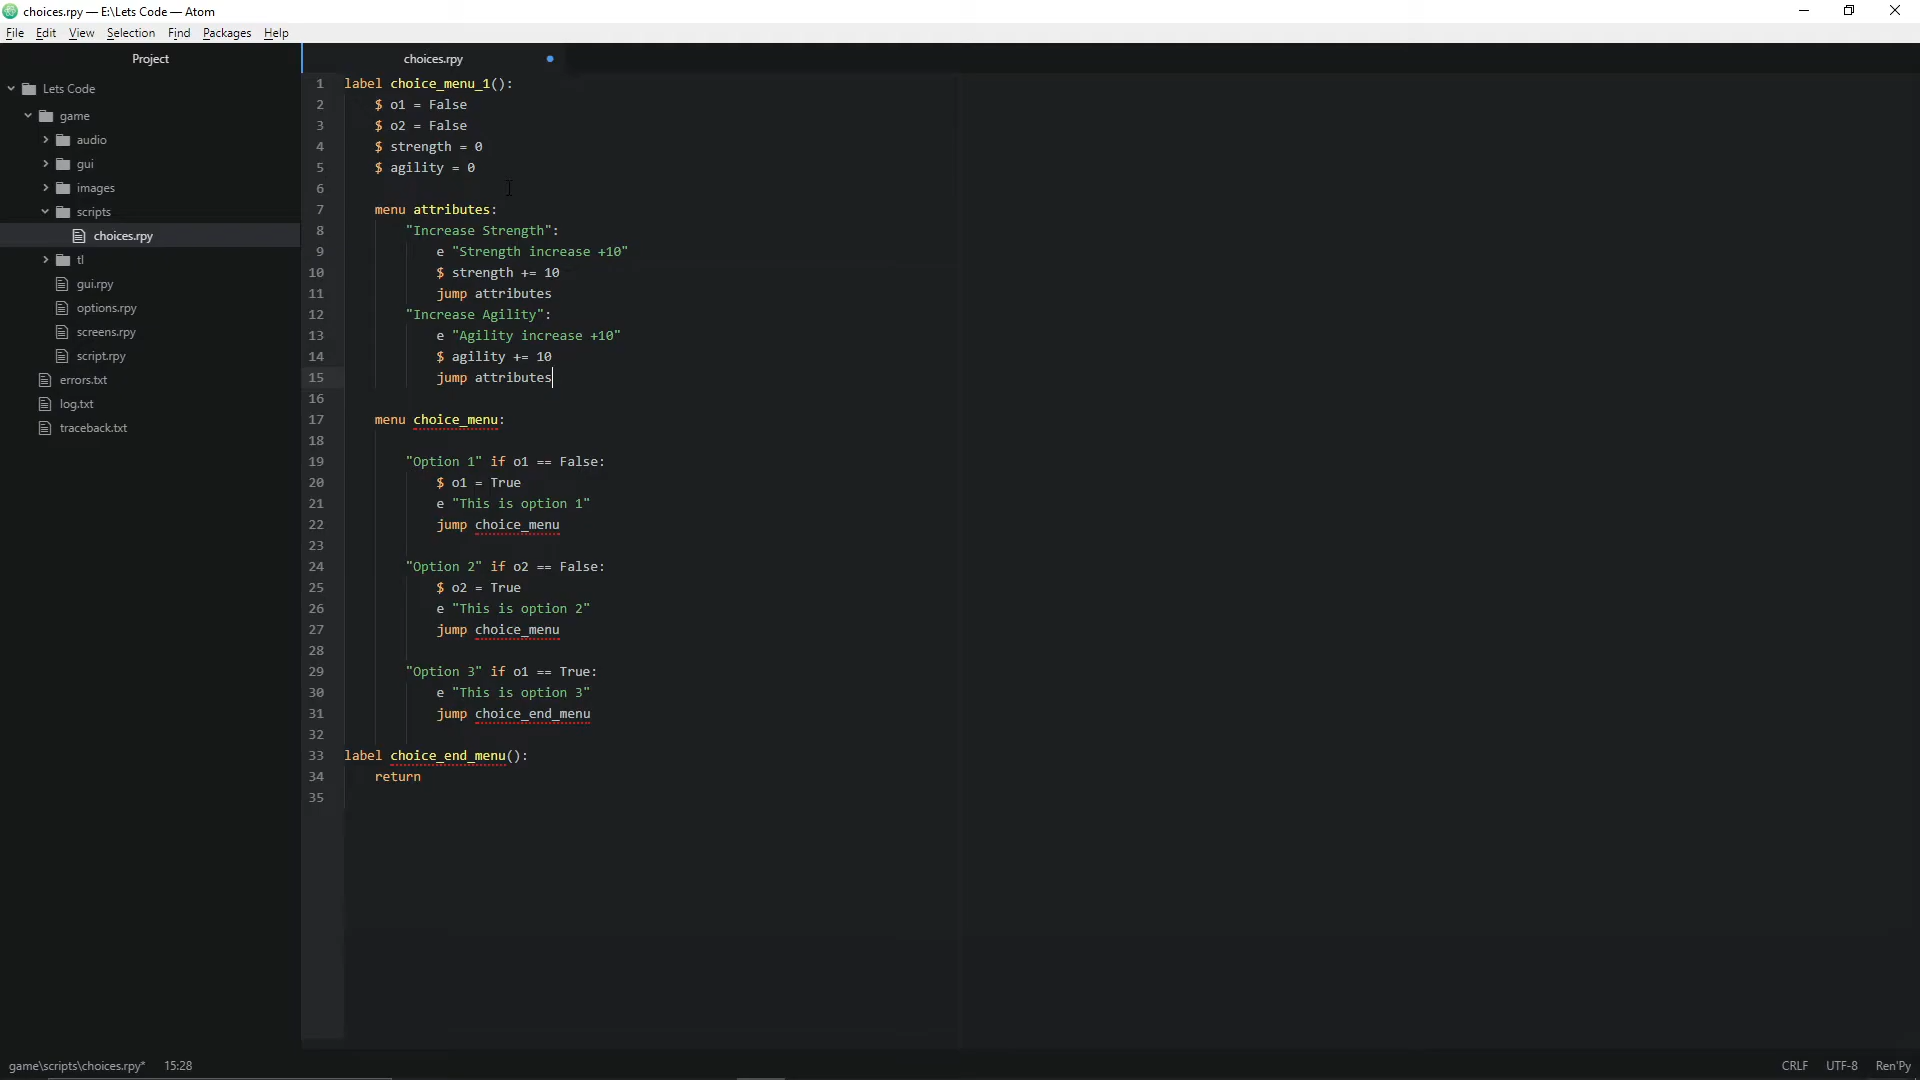 choices.rpy — E:\Lets Code — Atom
File Edit View Selection Find Packages Help
Project
Lets Code
game
audio
gui
images
scripts
choices.rpy
tl
gui.rpy
options.rpy
screens.rpy
script.rpy
errors.txt
log.txt
traceback.txt
choices.rpy
1 label choice_menu_1():
2 $ o1 = False
3 $ o2 = False
4 $ strength = 0
5 $ agility = 0
6
7 menu attributes:
8 "Increase Strength":
9 e "Strength increase +10"
10 $ strength += 10
11 jump attributes
12 "Increase Agility":
13 e "Agility increase +10"
14 $ agility += 10
15 jump attributes
16
17 menu choice_menu:
18
19 "Option 1" if o1 == False:
20 $ o1 = True
21 e "This is option 1"
22 jump choice_menu
23
24 "Option 2" if o2 == False:
25 $ o2 = True
26 e "This is option 2"
27 jump choice_menu
28
29 "Option 3" if o1 == True:
30 e "This is option 3"
31 jump choice_end_menu
32
33 label choice_end_menu():
34 return
35
game\scripts\choices.rpy* 15:28 CRLF UTF-8 Ren'Py